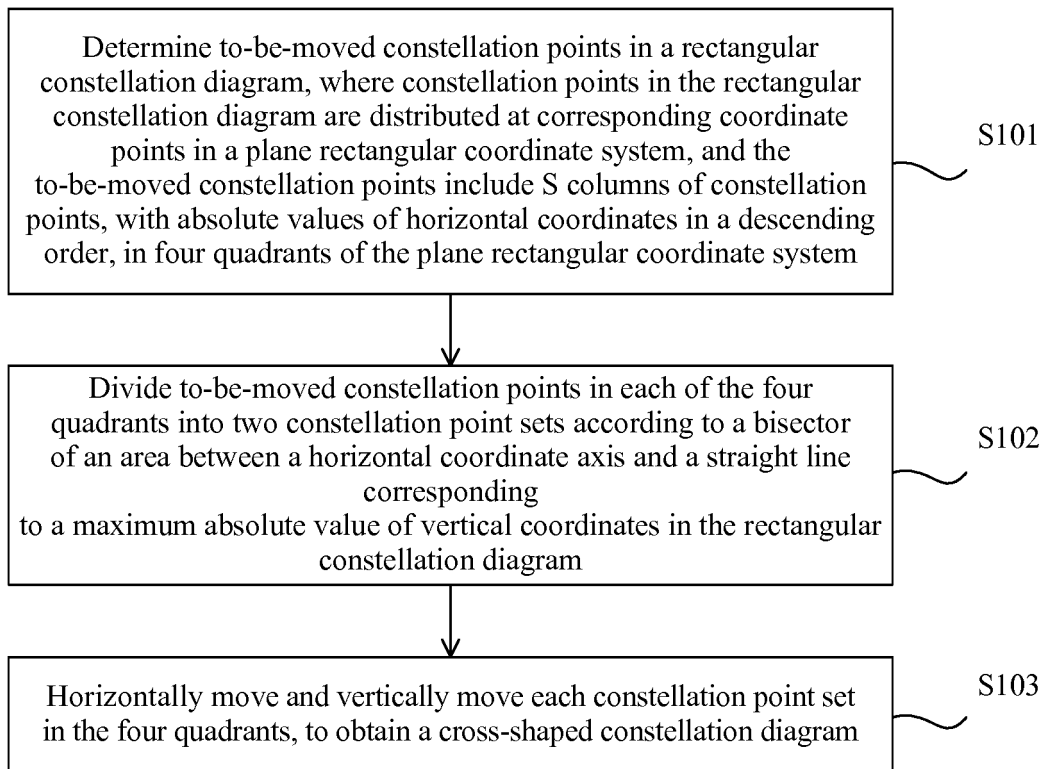 Determine to-be-moved constellation points in a rectangular
constellation diagram, where constellation points in the rectangular
constellation diagram are distributed at corresponding coordinate
points in a plane rectangular coordinate system, and the
to-be-moved constellation points include S columns of constellation
points, with absolute values of horizontal coordinates in a descending
order, in four quadrants of the plane rectangular coordinate system
S101
Divide to-be-moved constellation points in each of the four
quadrants into two constellation point sets according to a bisector
of an area between a horizontal coordinate axis and a straight line
corresponding
to a maximum absolute value of vertical coordinates in the rectangular
constellation diagram
S102
Horizontally move and vertically move each constellation point set
in the four quadrants, to obtain a cross-shaped constellation diagram
S103